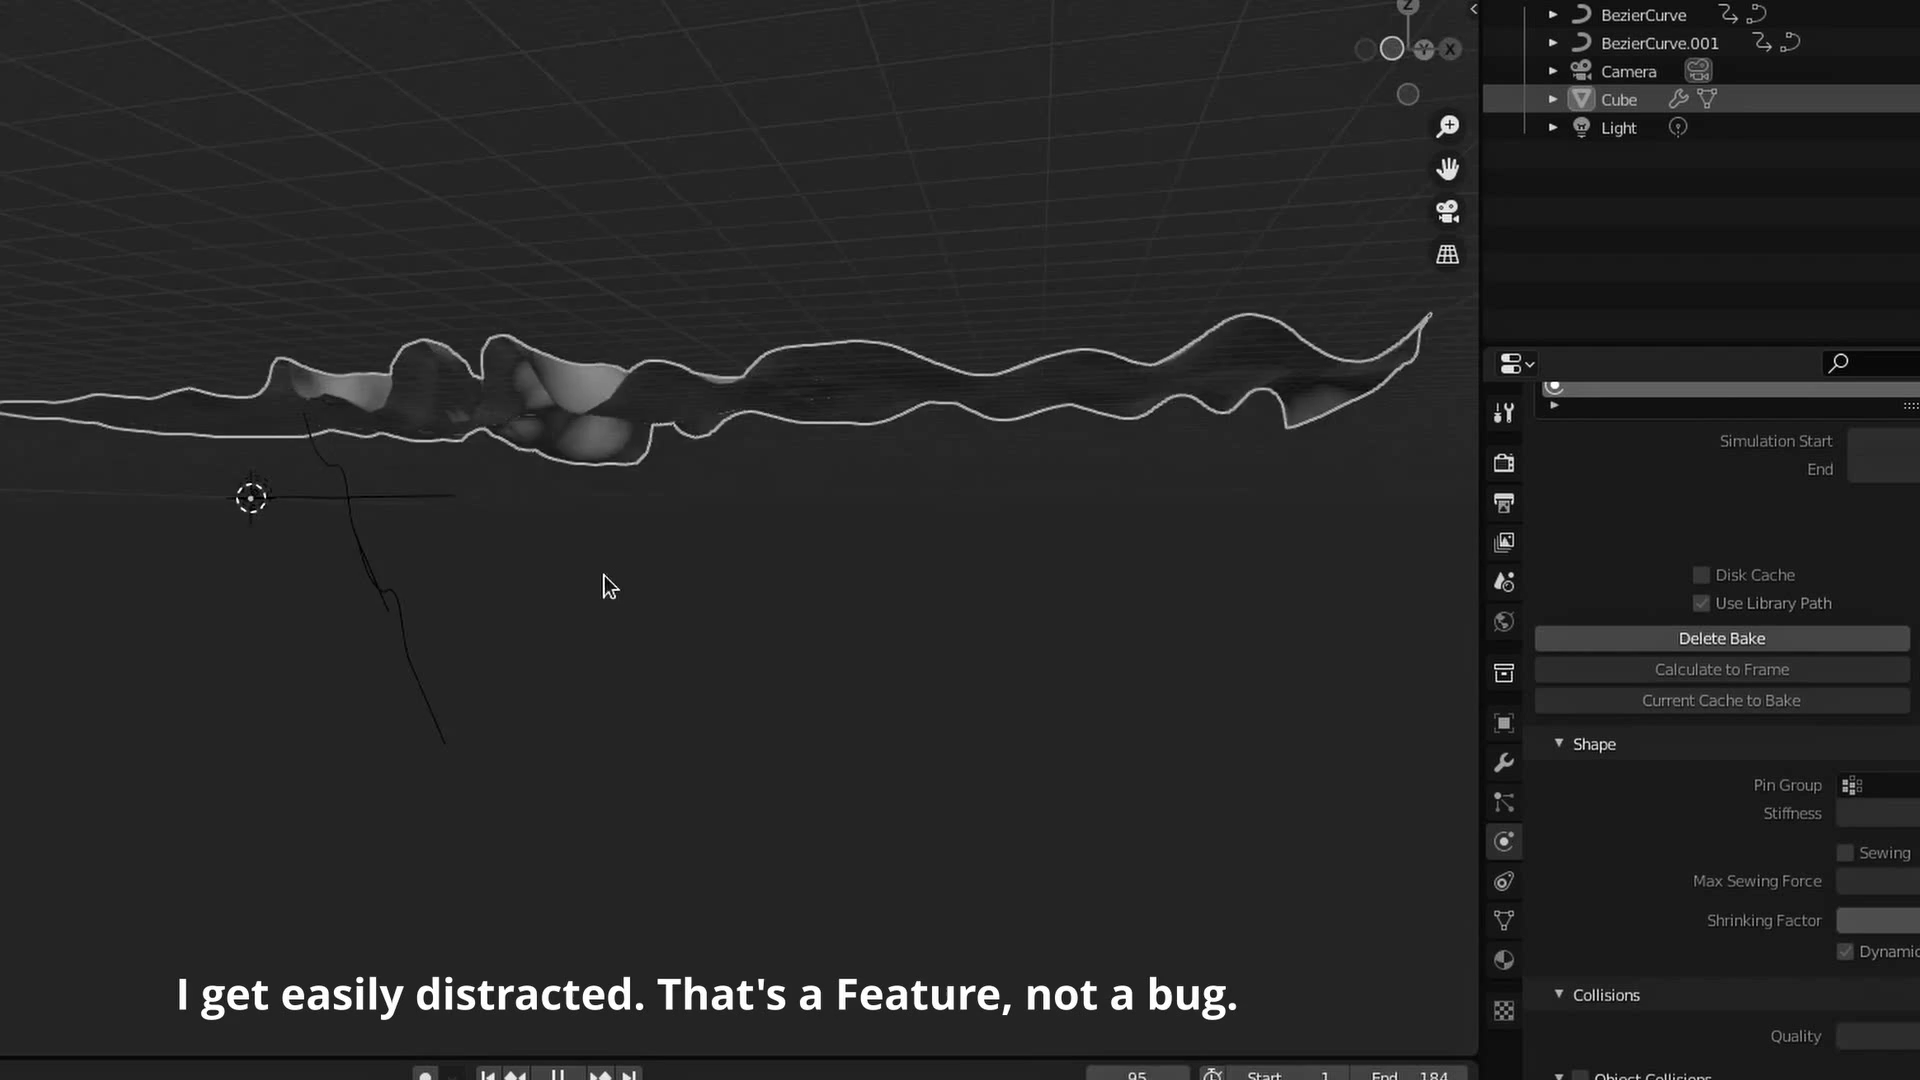 Z
Y
X
BezierCurve
BezierCurve.001
Camera
Cube
Light
Simulation Start
End
Disk Cache
Use Library Path
Delete Bake
Calculate to Frame
Current Cache to Bake
Shape
Pin Group
Stiffness
Sewing
Max Sewing Force
Shrinking Factor
Dynamic
Collisions
Quality
Object Collisions
I get easily distracted. That's a Feature, not a bug.
95
Start 1
End 184